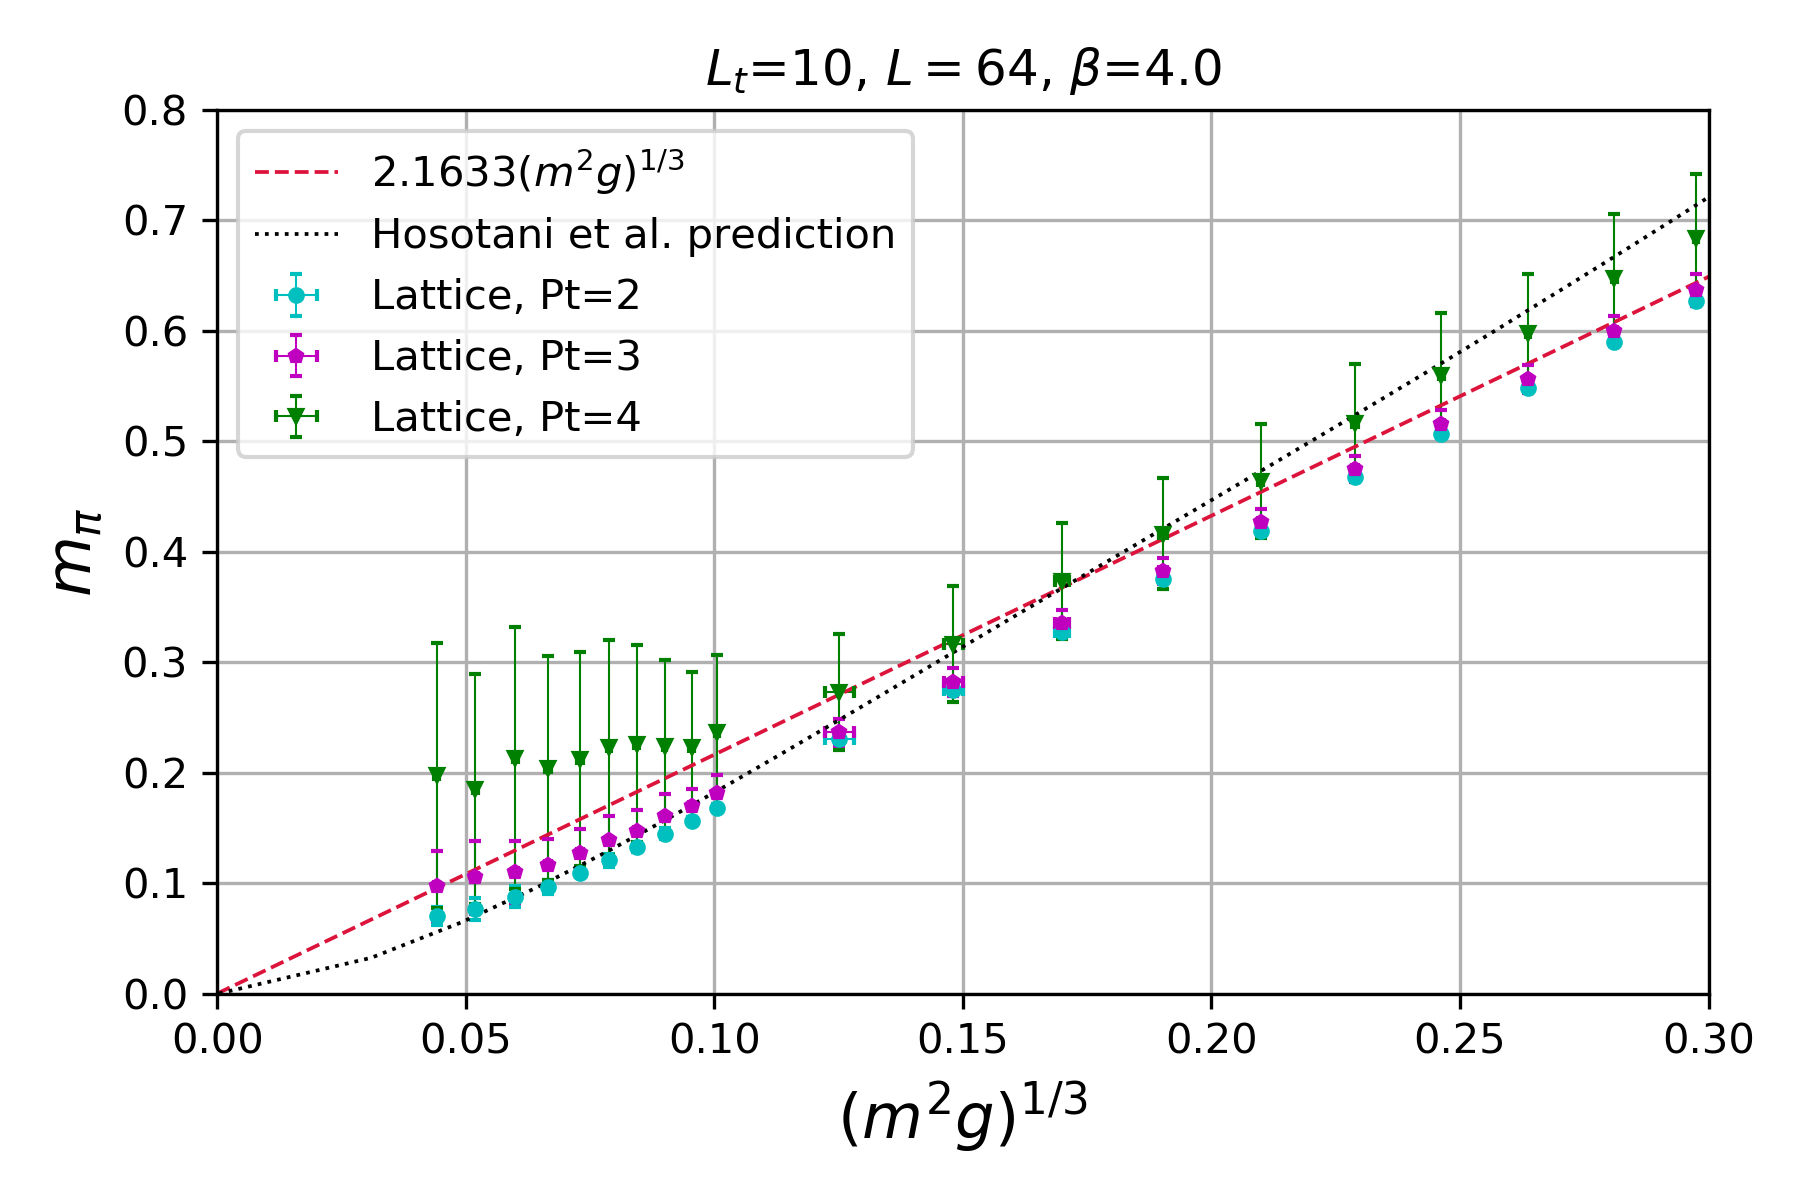 L_t=10, L = 64, β=4.0
2.1633(m²g)^{1/3}
Hosotani et al. prediction
Lattice, Pt=2
Lattice, Pt=3
Lattice, Pt=4
0.8
0.7
0.6
0.5
0.4
0.3
0.2
0.1
0.0
m_π
0.00 0.05 0.10 0.15 0.20 0.25 0.30
(m²g)^{1/3}